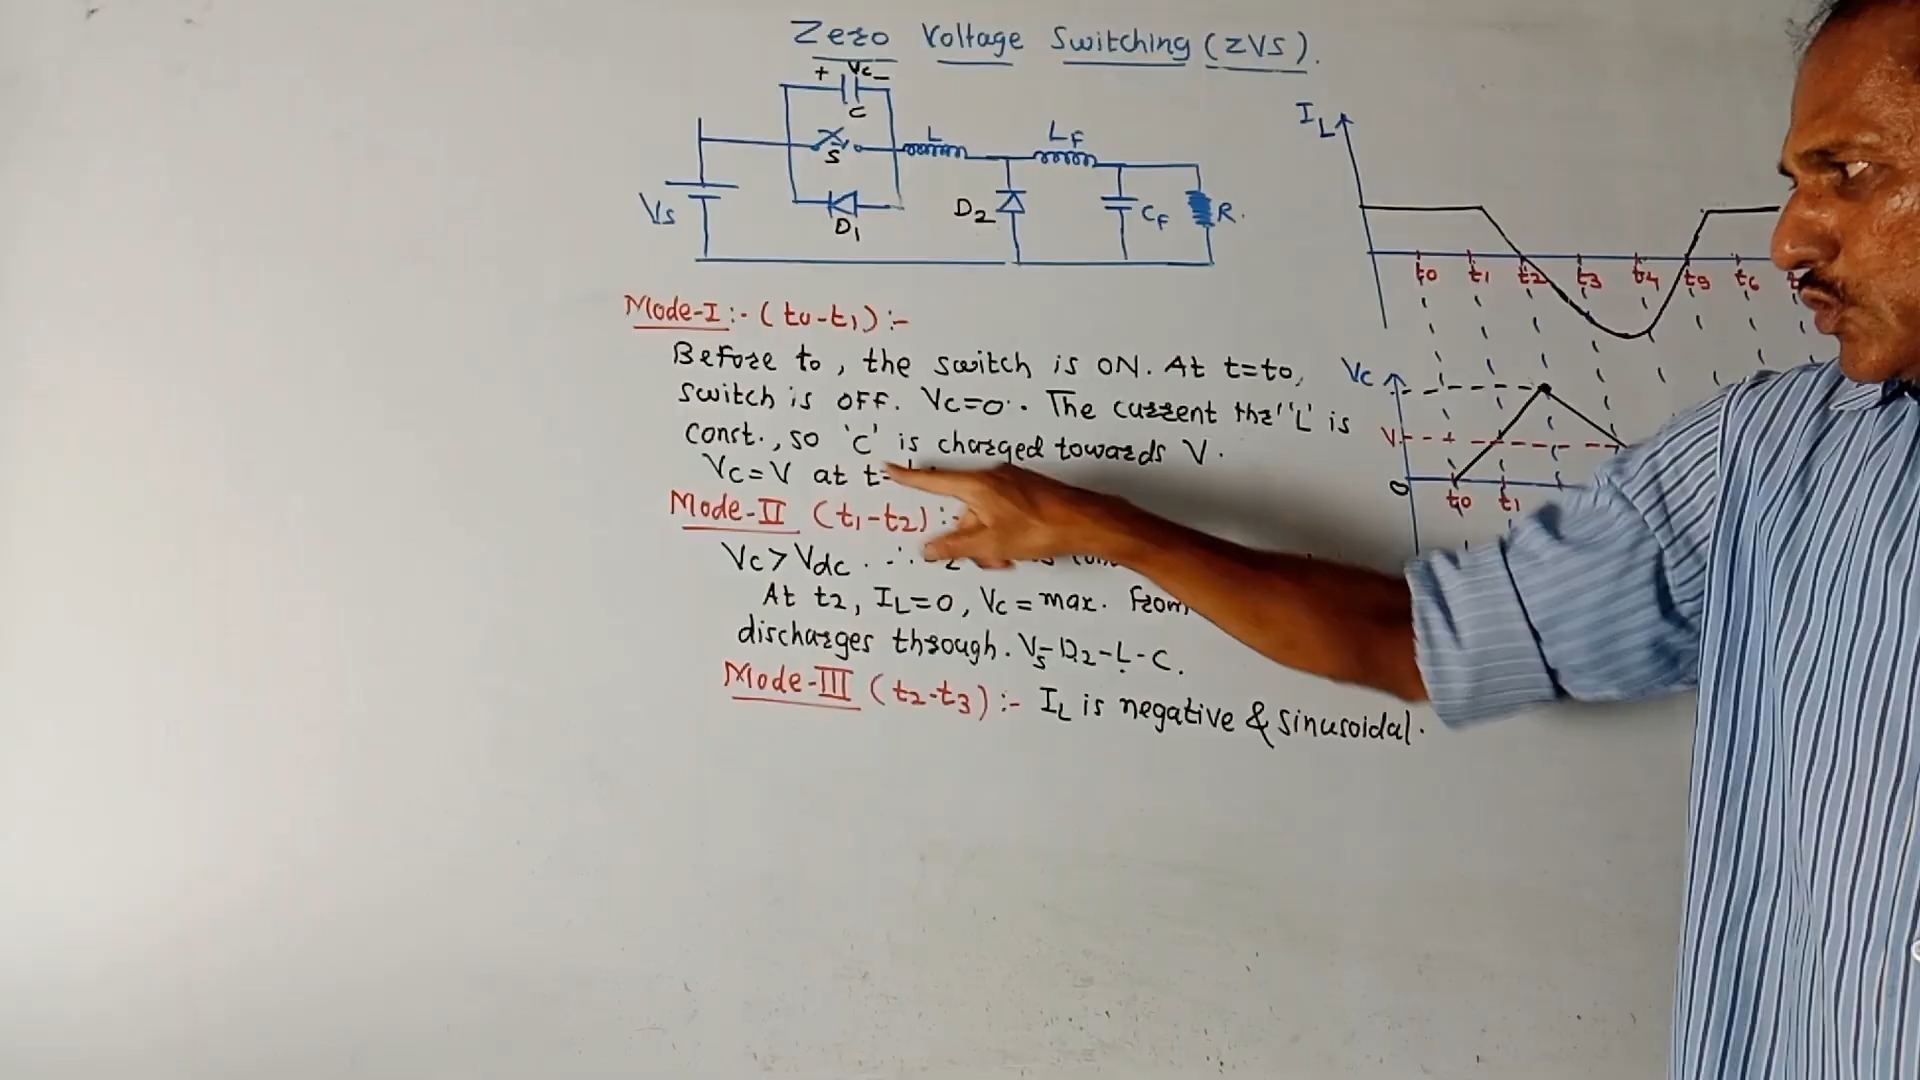 Zero Voltage Switching (ZVS).
+ Vc -
C
S
L
LF
Vs
D1
D2
CF
R.
IL
t0 t1 t2 t3 t4 t5 t6
Mode-I :- (t0-t1) :-
Before to, the switch is ON. At t=to,
switch is OFF. Vc=0. The current thr' 'L' is
const., so 'c' is charged towards V.
Vc=V at t=
Mode-II (t1-t2) :-
Vc > Vdc. ∴
At t2, IL=0, Vc=max. From
discharges through. Vs-D2-L-C.
Mode-III (t2-t3) :- IL is negative & sinusoidal.
Vc
V
0
t0 t1